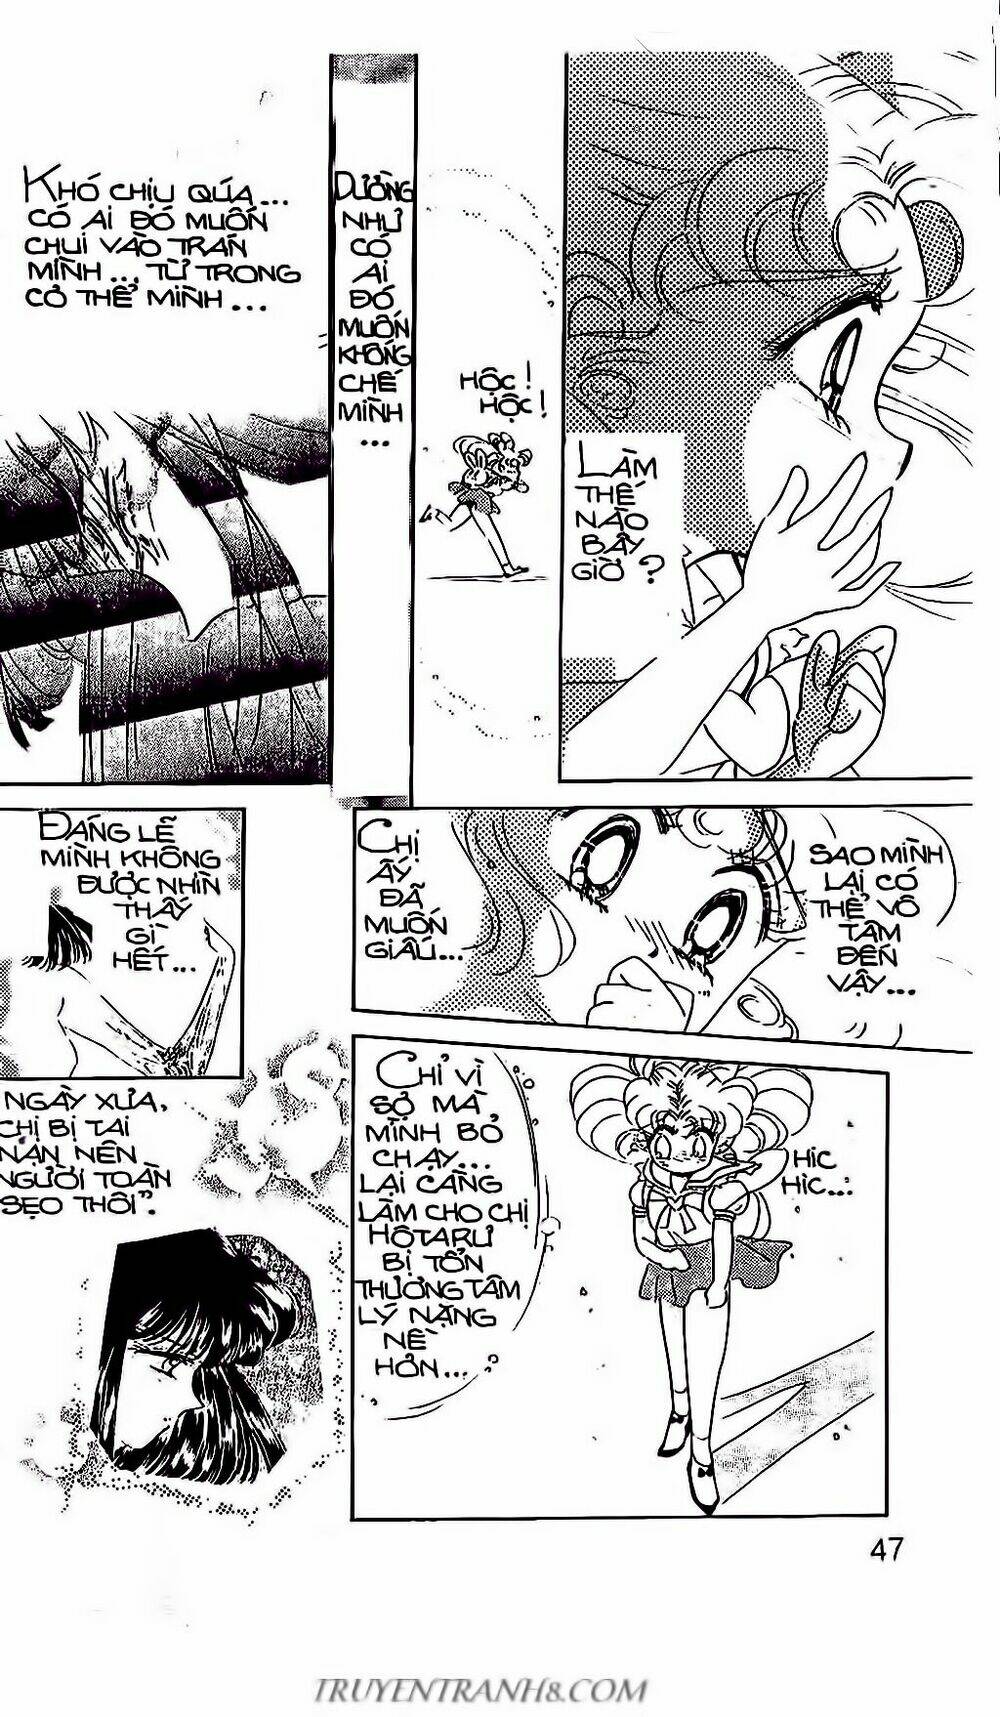 LÀM
THẾ
NÀO
BÂY
GIỜ ?
HỘC !
HỘC !
DƯỜNG
NHƯ
CÓ
AI
ĐÓ
MUỐN
KHỐNG
CHẾ
MÌNH
...
KHÓ CHỊU QÚA...
CÓ AI ĐÓ MUỐN
CHUI VÀO TRAN
MÌNH ... TỪ TRONG
CỎ THỂ MÌNH ...
SAO MÌNH
LẠI CÓ
THỂ VÔ
TÂM
ĐẾN
VẬY...
CHỊ
ẤY
ĐÃ
MUỐN
GIẤU...
ĐÁNG LẼ
MÌNH KHÔNG
ĐƯỢC NHÌN
THẤY
GÌ
HẾT...
HIC
HIC...
CHỈ VÌ
SỢ MÀ
MÌNH BỎ
CHẠY...
LẠI CÀNG
LÀM CHO CHỊ
HÔTARƯ
BỊ TỔN
THƯƠNG TÂM
LÝ NẶNG
NỀ
HƠN... ?
NGÀY XƯA,
CHỊ BỊ TAI
NẠN NÊN
NGƯỜI TOÀN
SẸO THÔI".
47
TRUYENTRANH8.COM